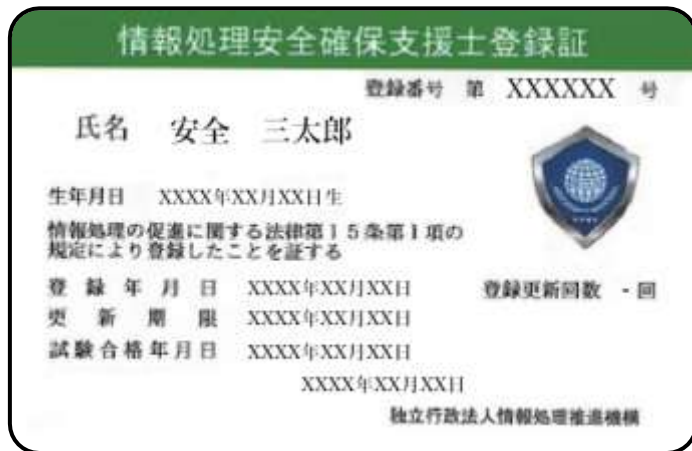 情報処理安全確保支援士登録証
登録番号 第 XXXXXX 号
氏名 安全 三太郎
生年月日 XXXX年XX月XX日生
情報処理の促進に関する法律第15条第1項の
規定により登録したことを証する
登録年月日 XXXX年XX月XX日 登録更新回数 - 回
更新期限 XXXX年XX月XX日
試験合格年月日 XXXX年XX月XX日
XXXX年XX月XX日
独立行政法人情報処理推進機構